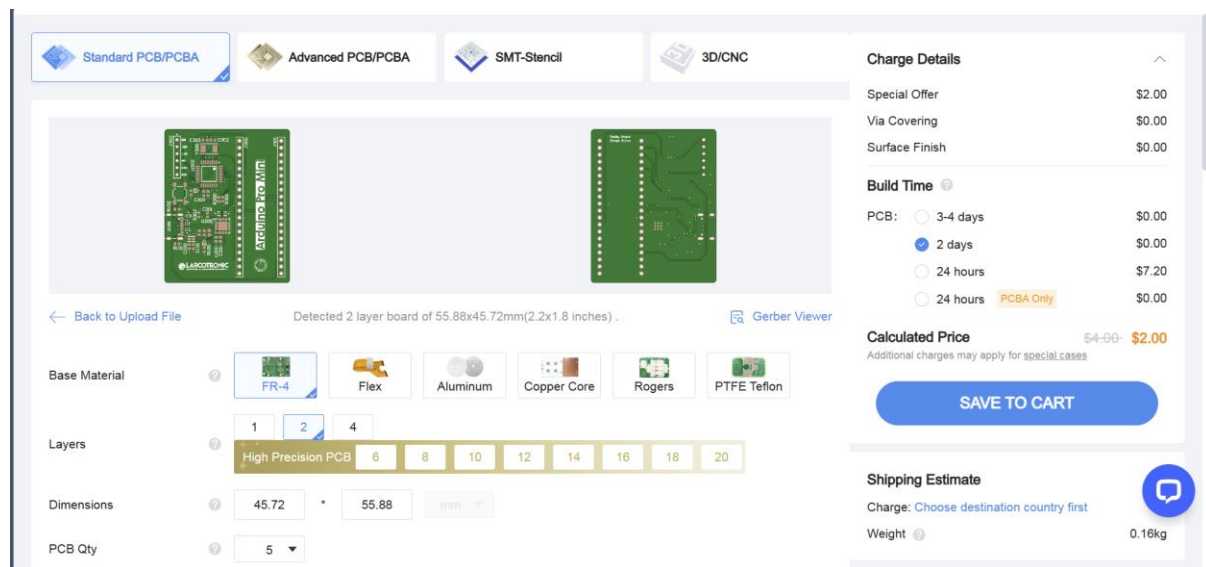 Standard PCB/PCBA
Advanced PCB/PCBA
SMT-Stencil
3D/CNC
Arduino Pro Mini
LARCOTRONIC
Back to Upload File
Detected 2 layer board of 55.88x45.72mm(2.2x1.8 inches) .
Gerber Viewer
Base Material
FR-4
Flex
Aluminum
Copper Core
Rogers
PTFE Teflon
Layers
1 2 4
High Precision PCB 6 8 10 12 14 16 18 20
Dimensions
45.72 * 55.88 mm
PCB Qty
5
Charge Details
Special Offer $2.00
Via Covering $0.00
Surface Finish $0.00
Build Time
PCB: 3-4 days $0.00
2 days $0.00
24 hours $7.20
24 hours PCBA Only $0.00
Calculated Price $4.00 $2.00
Additional charges may apply for special cases
SAVE TO CART
Shipping Estimate
Charge: Choose destination country first
Weight 0.16kg